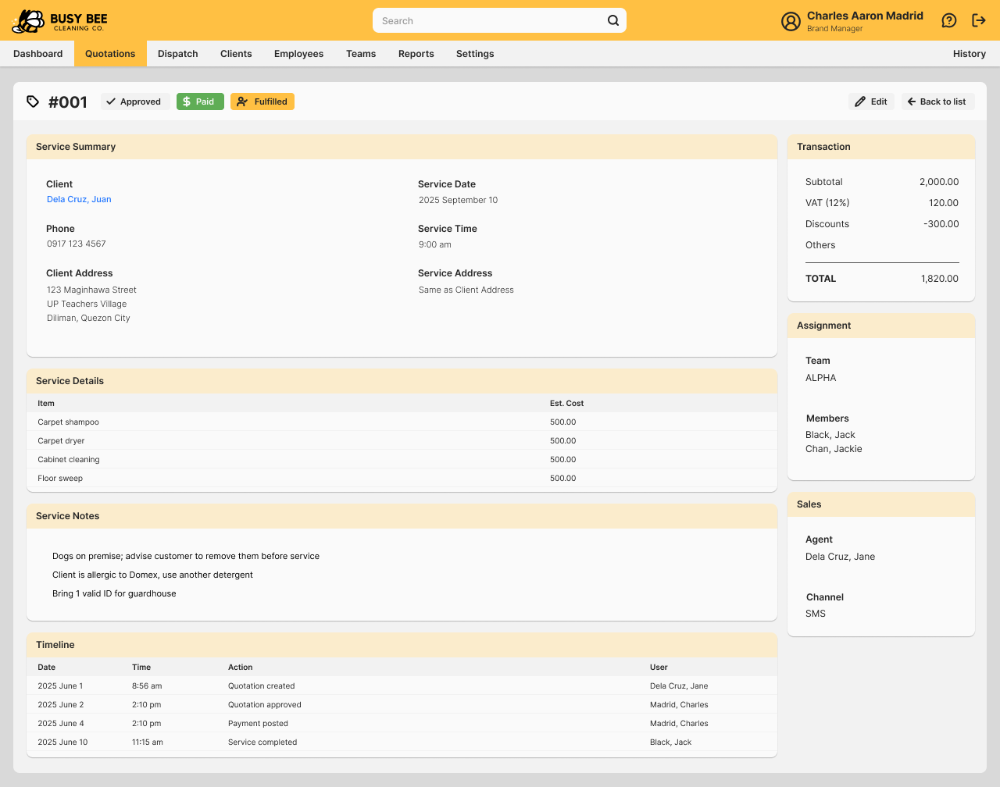 BUSY BEE
CLEANING CO.
Search
Charles Aaron Madrid
Brand Manager
Dashboard Quotations Dispatch Clients Employees Teams Reports Settings History
#001 Approved Paid Fulfilled Edit Back to list
Service Summary
Client
Dela Cruz, Juan
Phone
0917 123 4567
Client Address
123 Maginhawa Street
UP Teachers Village
Diliman, Quezon City
Service Date
2025 September 10
Service Time
9:00 am
Service Address
Same as Client Address
Service Details
Item Est. Cost
Carpet shampoo 500.00
Carpet dryer 500.00
Cabinet cleaning 500.00
Floor sweep 500.00
Service Notes
Dogs on premise; advise customer to remove them before service
Client is allergic to Domex, use another detergent
Bring 1 valid ID for guardhouse
Timeline
Date Time Action User
2025 June 1 8:56 am Quotation created Dela Cruz, Jane
2025 June 2 2:10 pm Quotation approved Madrid, Charles
2025 June 4 2:10 pm Payment posted Madrid, Charles
2025 June 10 11:15 am Service completed Black, Jack
Transaction
Subtotal 2,000.00
VAT (12%) 120.00
Discounts -300.00
Others
TOTAL 1,820.00
Assignment
Team
ALPHA
Members
Black, Jack
Chan, Jackie
Sales
Agent
Dela Cruz, Jane
Channel
SMS